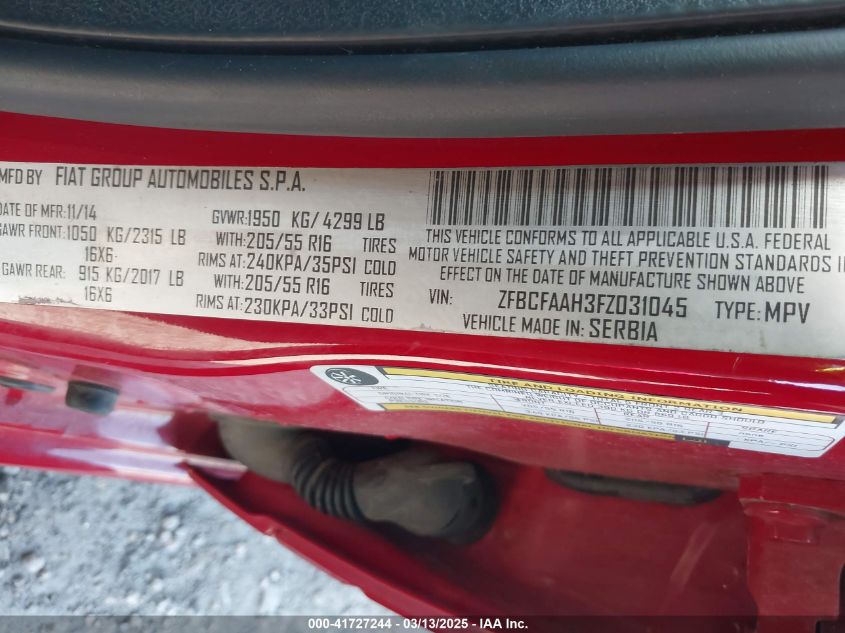 MFD BY FIAT GROUP AUTOMOBILES S.P.A.
DATE OF MFR:11/14 GVWR:1950 KG/4299 LB
GAWR FRONT:1050 KG/2315 LB WITH:205/55 R16 TIRES
16X6 RIMS AT:240KPA/35PSI COLD
GAWR REAR: 915 KG/2017 LB WITH:205/55 R16 TIRES
16X6 RIMS AT:230KPA/33PSI COLD
THIS VEHICLE CONFORMS TO ALL APPLICABLE U.S.A. FEDERAL
MOTOR VEHICLE SAFETY AND THEFT PREVENTION STANDARDS IN
EFFECT ON THE DATE OF MANUFACTURE SHOWN ABOVE
VIN: ZFBCFAAH3FZ031045 TYPE: MPV
VEHICLE MADE IN: SERBIA
TIRE AND LOADING INFORMATION
000-41727244 - 03/13/2025 - IAA Inc.